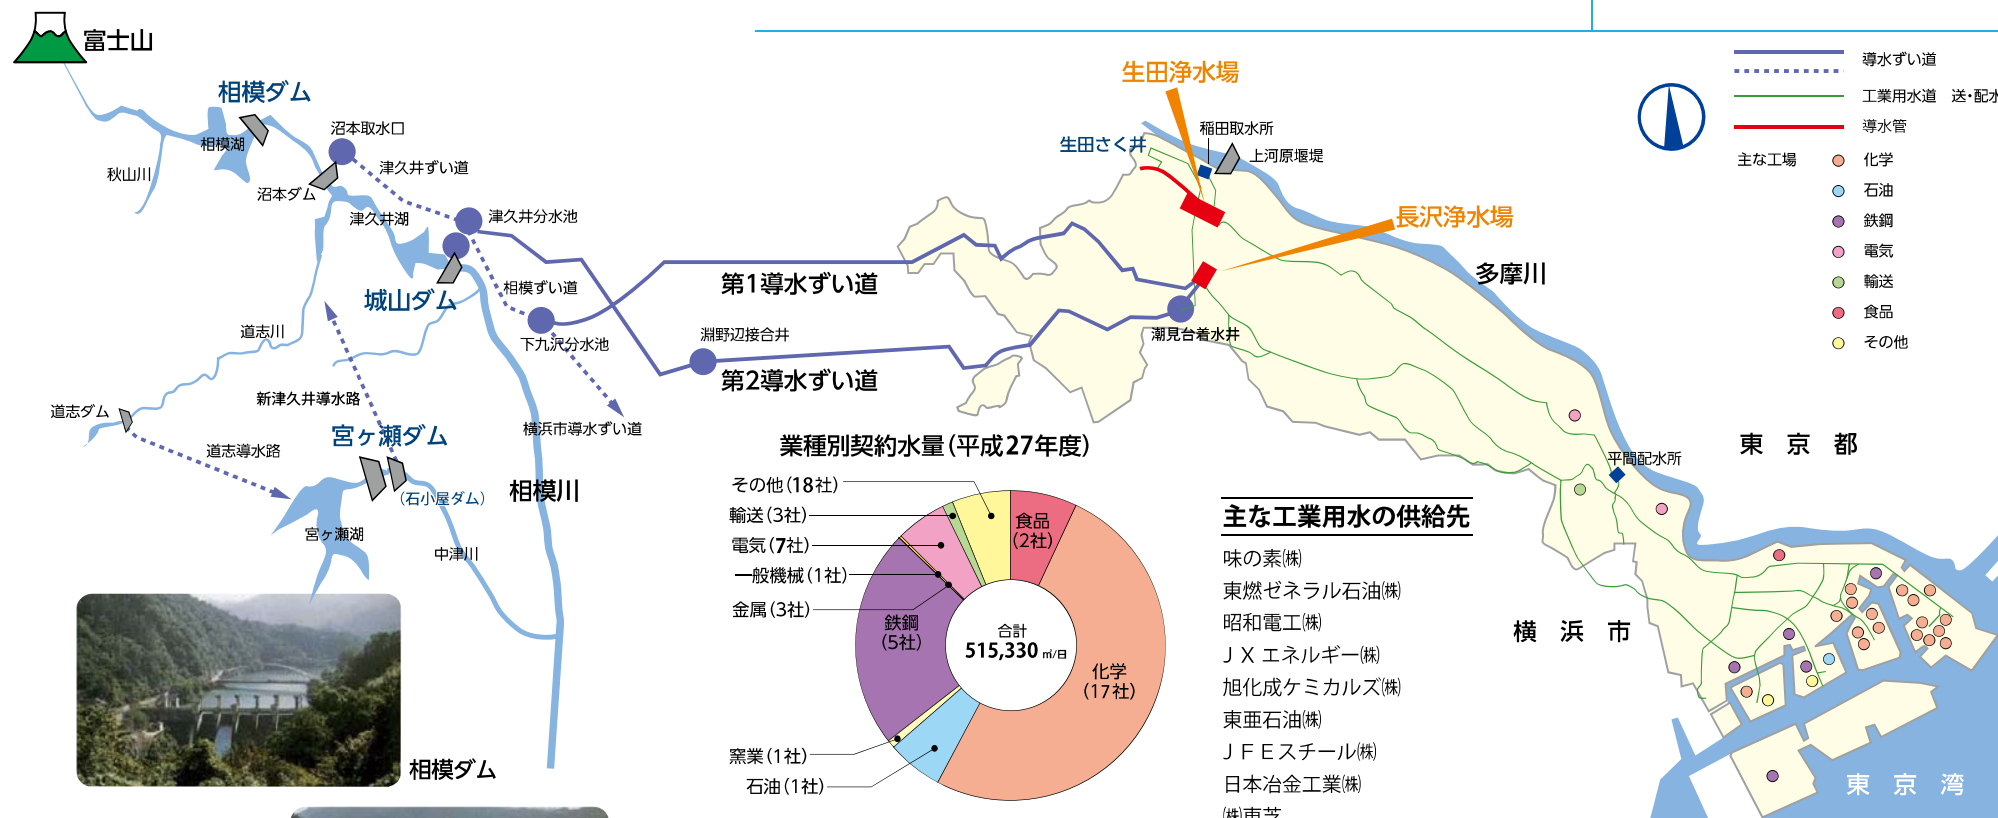 富士山
相模ダム
相模湖
秋山川
沼本取水口
津久井ずい道
沼本ダム
津久井湖
津久井分水池
城山ダム
相模ずい道
道志川
下九沢分水池
淵野辺接合井
第1導水ずい道
第2導水ずい道
新津久井導水路
道志ダム
道志導水路
宮ヶ瀬ダム
(石小屋ダム)
宮ヶ瀬湖
中津川
相模川
横浜市導水ずい道
相模ダム
生田浄水場
生田さく井
稲田取水所
上河原堰堤
長沢浄水場
多摩川
潮見台着水井
平間配水所
東京都
横浜市
東京湾
導水ずい道
工業用水道 送・配水
導水管
主な工場
化学
石油
鉄鋼
電気
輸送
食品
その他
業種別契約水量(平成27年度)
その他(18社)
輸送(3社)
電気(7社)
一般機械(1社)
金属(3社)
鉄鋼
(5社)
食品
(2社)
化学
(17社)
窯業(1社)
石油(1社)
合計
515,330 ㎥/日
主な工業用水の供給先
味の素㈱
東燃ゼネラル石油㈱
昭和電工㈱
ＪＸエネルギー㈱
旭化成ケミカルズ㈱
東亜石油㈱
ＪＦＥスチール㈱
日本冶金工業㈱
㈱東芝